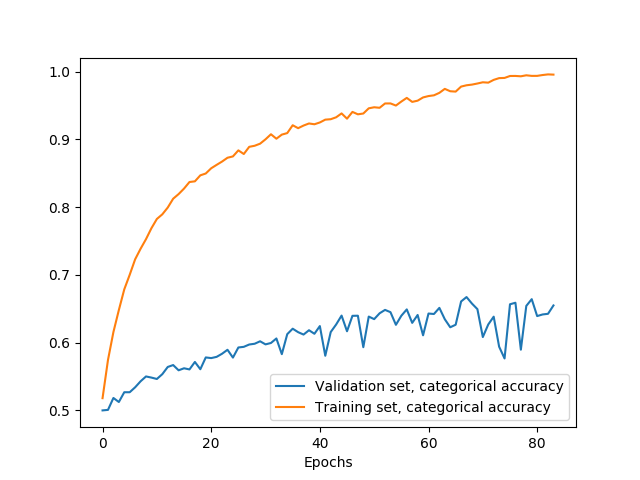 1.0
0.9
0.8
0.7
0.6
0.5
Validation set, categorical accuracy
Training set, categorical accuracy
0 20 40 60 80
Epochs